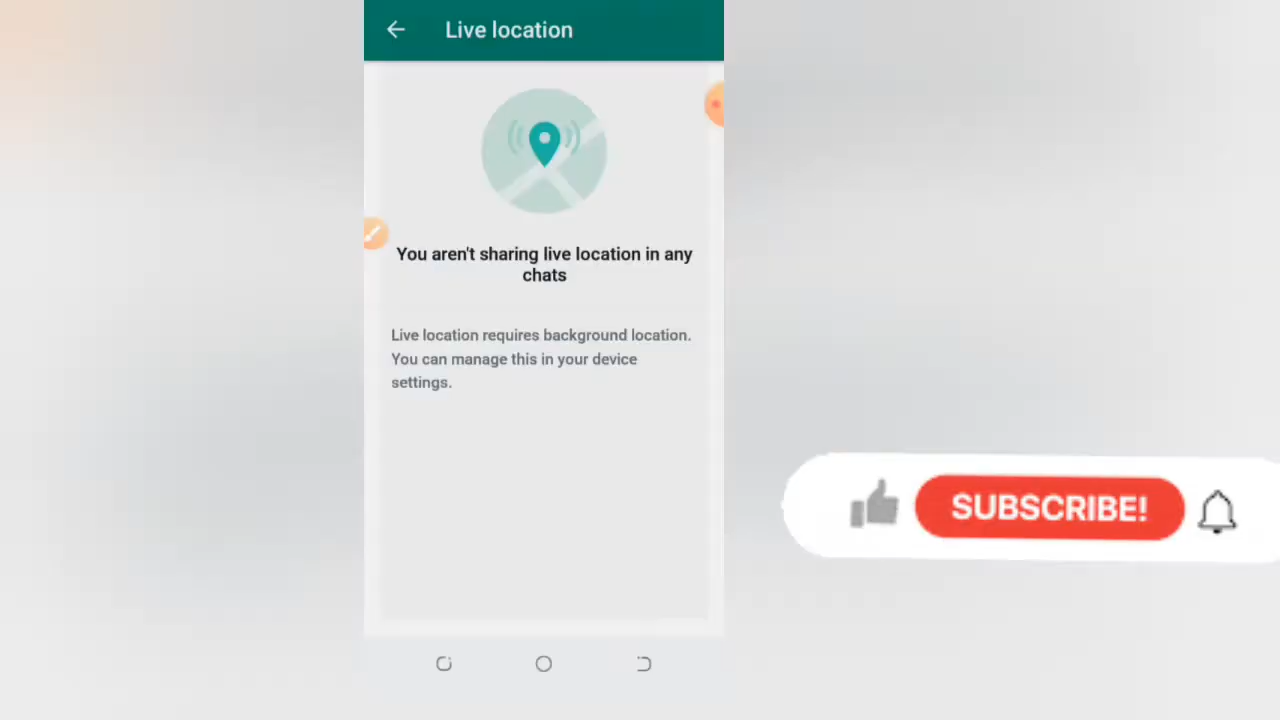 Live location
You aren't sharing live location in any
chats
Live location requires background location.
You can manage this in your device
settings.
SUBSCRIBE!